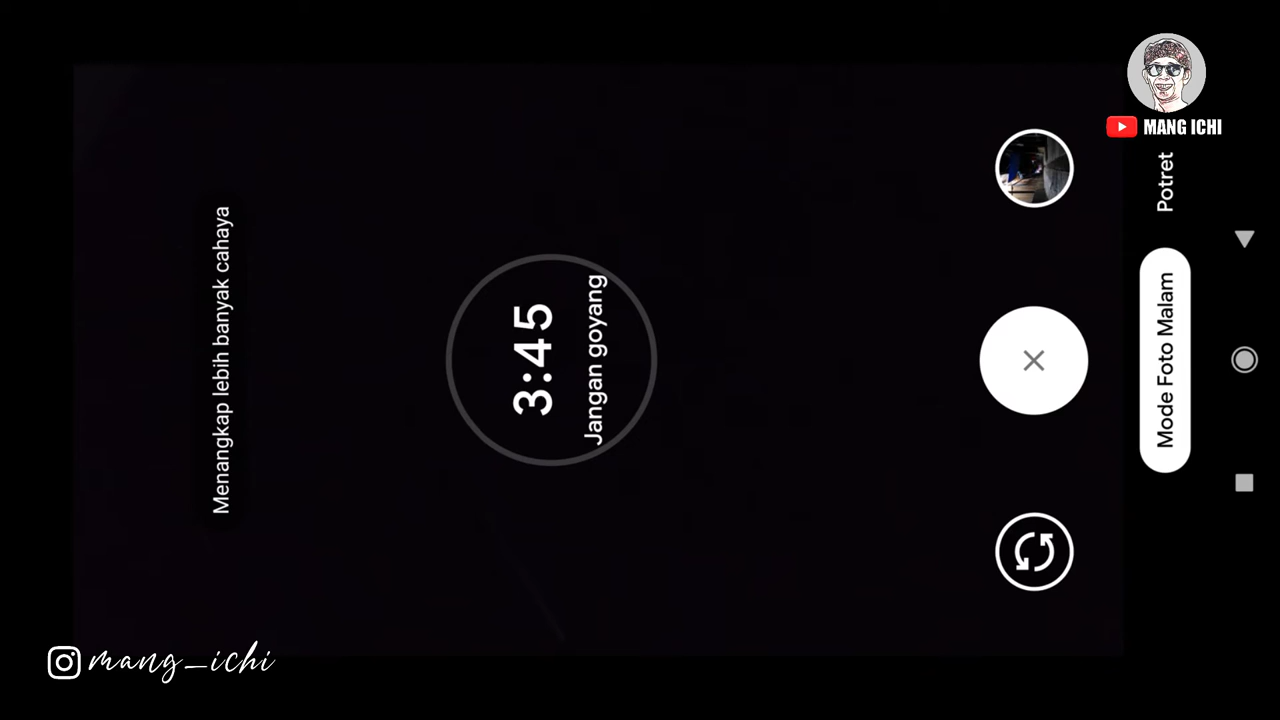 MANG ICHI
Menangkap lebih banyak cahaya
3:45
Jangan goyang
Potret
Mode Foto Malam
mang_ichi